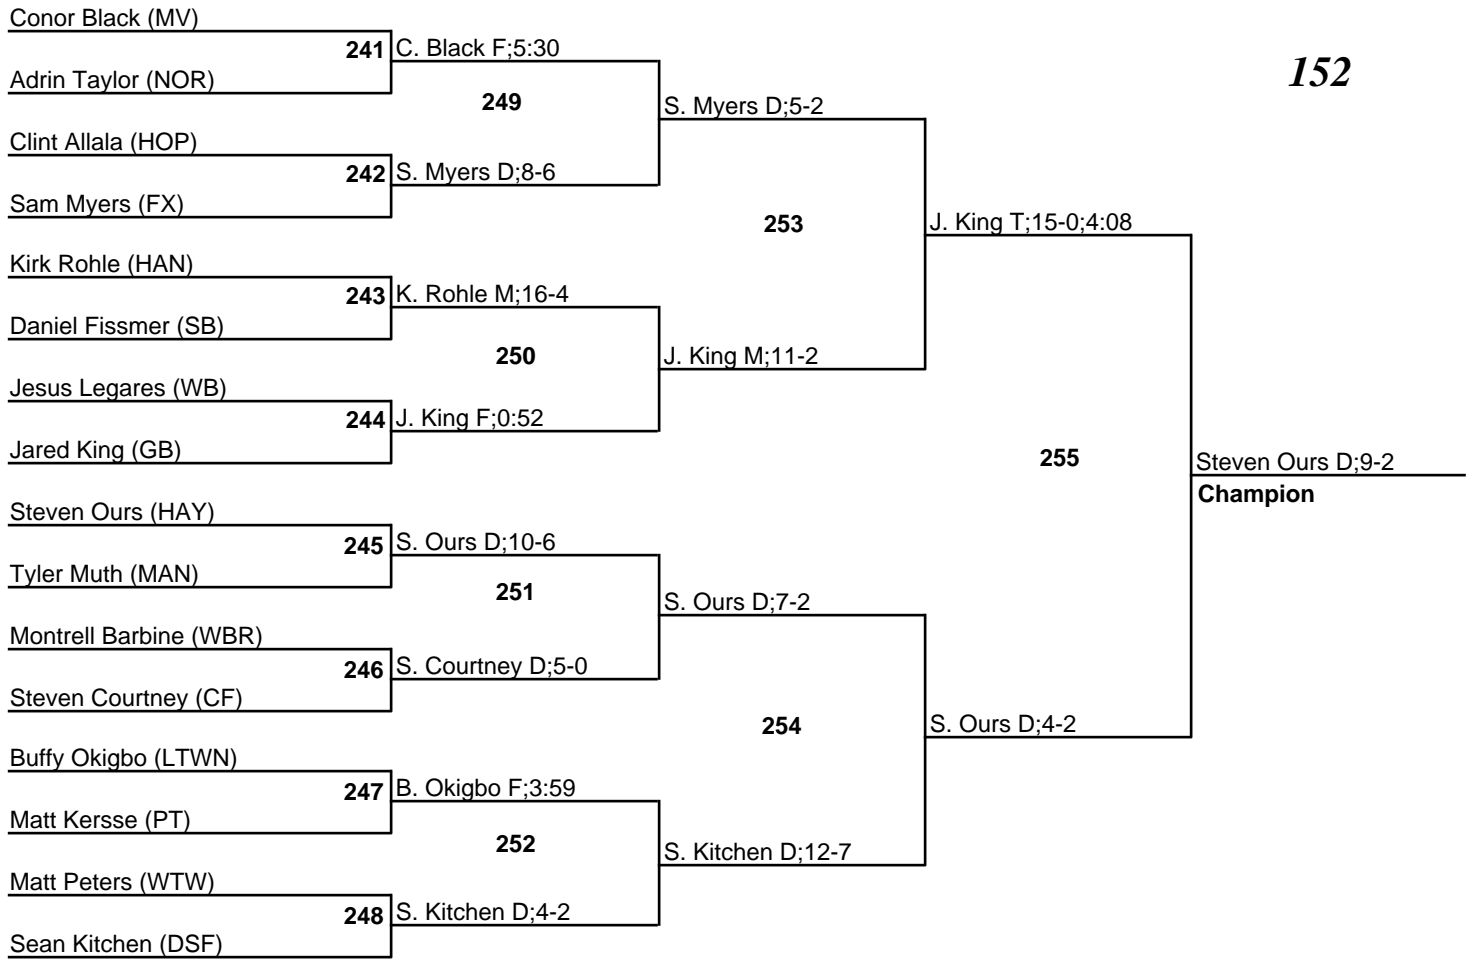 Conor Black (MV)
241 C. Black F;5:30
152
Adrin Taylor (NOR)
249
S. Myers D;5-2
Clint Allala (HOP)
242 S. Myers D;8-6
Sam Myers (FX)
253
J. King T;15-0;4:08
Kirk Rohle (HAN)
243 K. Rohle M;16-4
Daniel Fissmer (SB)
250
J. King M;11-2
Jesus Legares (WB)
244 J. King F;0:52
Jared King (GB)
255
Steven Ours D;9-2
Champion
Steven Ours (HAY)
245 S. Ours D;10-6
Tyler Muth (MAN)
251
S. Ours D;7-2
Montrell Barbine (WBR)
246 S. Courtney D;5-0
Steven Courtney (CF)
254
S. Ours D;4-2
Buffy Okigbo (LTWN)
247 B. Okigbo F;3:59
Matt Kersse (PT)
252
S. Kitchen D;12-7
Matt Peters (WTW)
248 S. Kitchen D;4-2
Sean Kitchen (DSF)